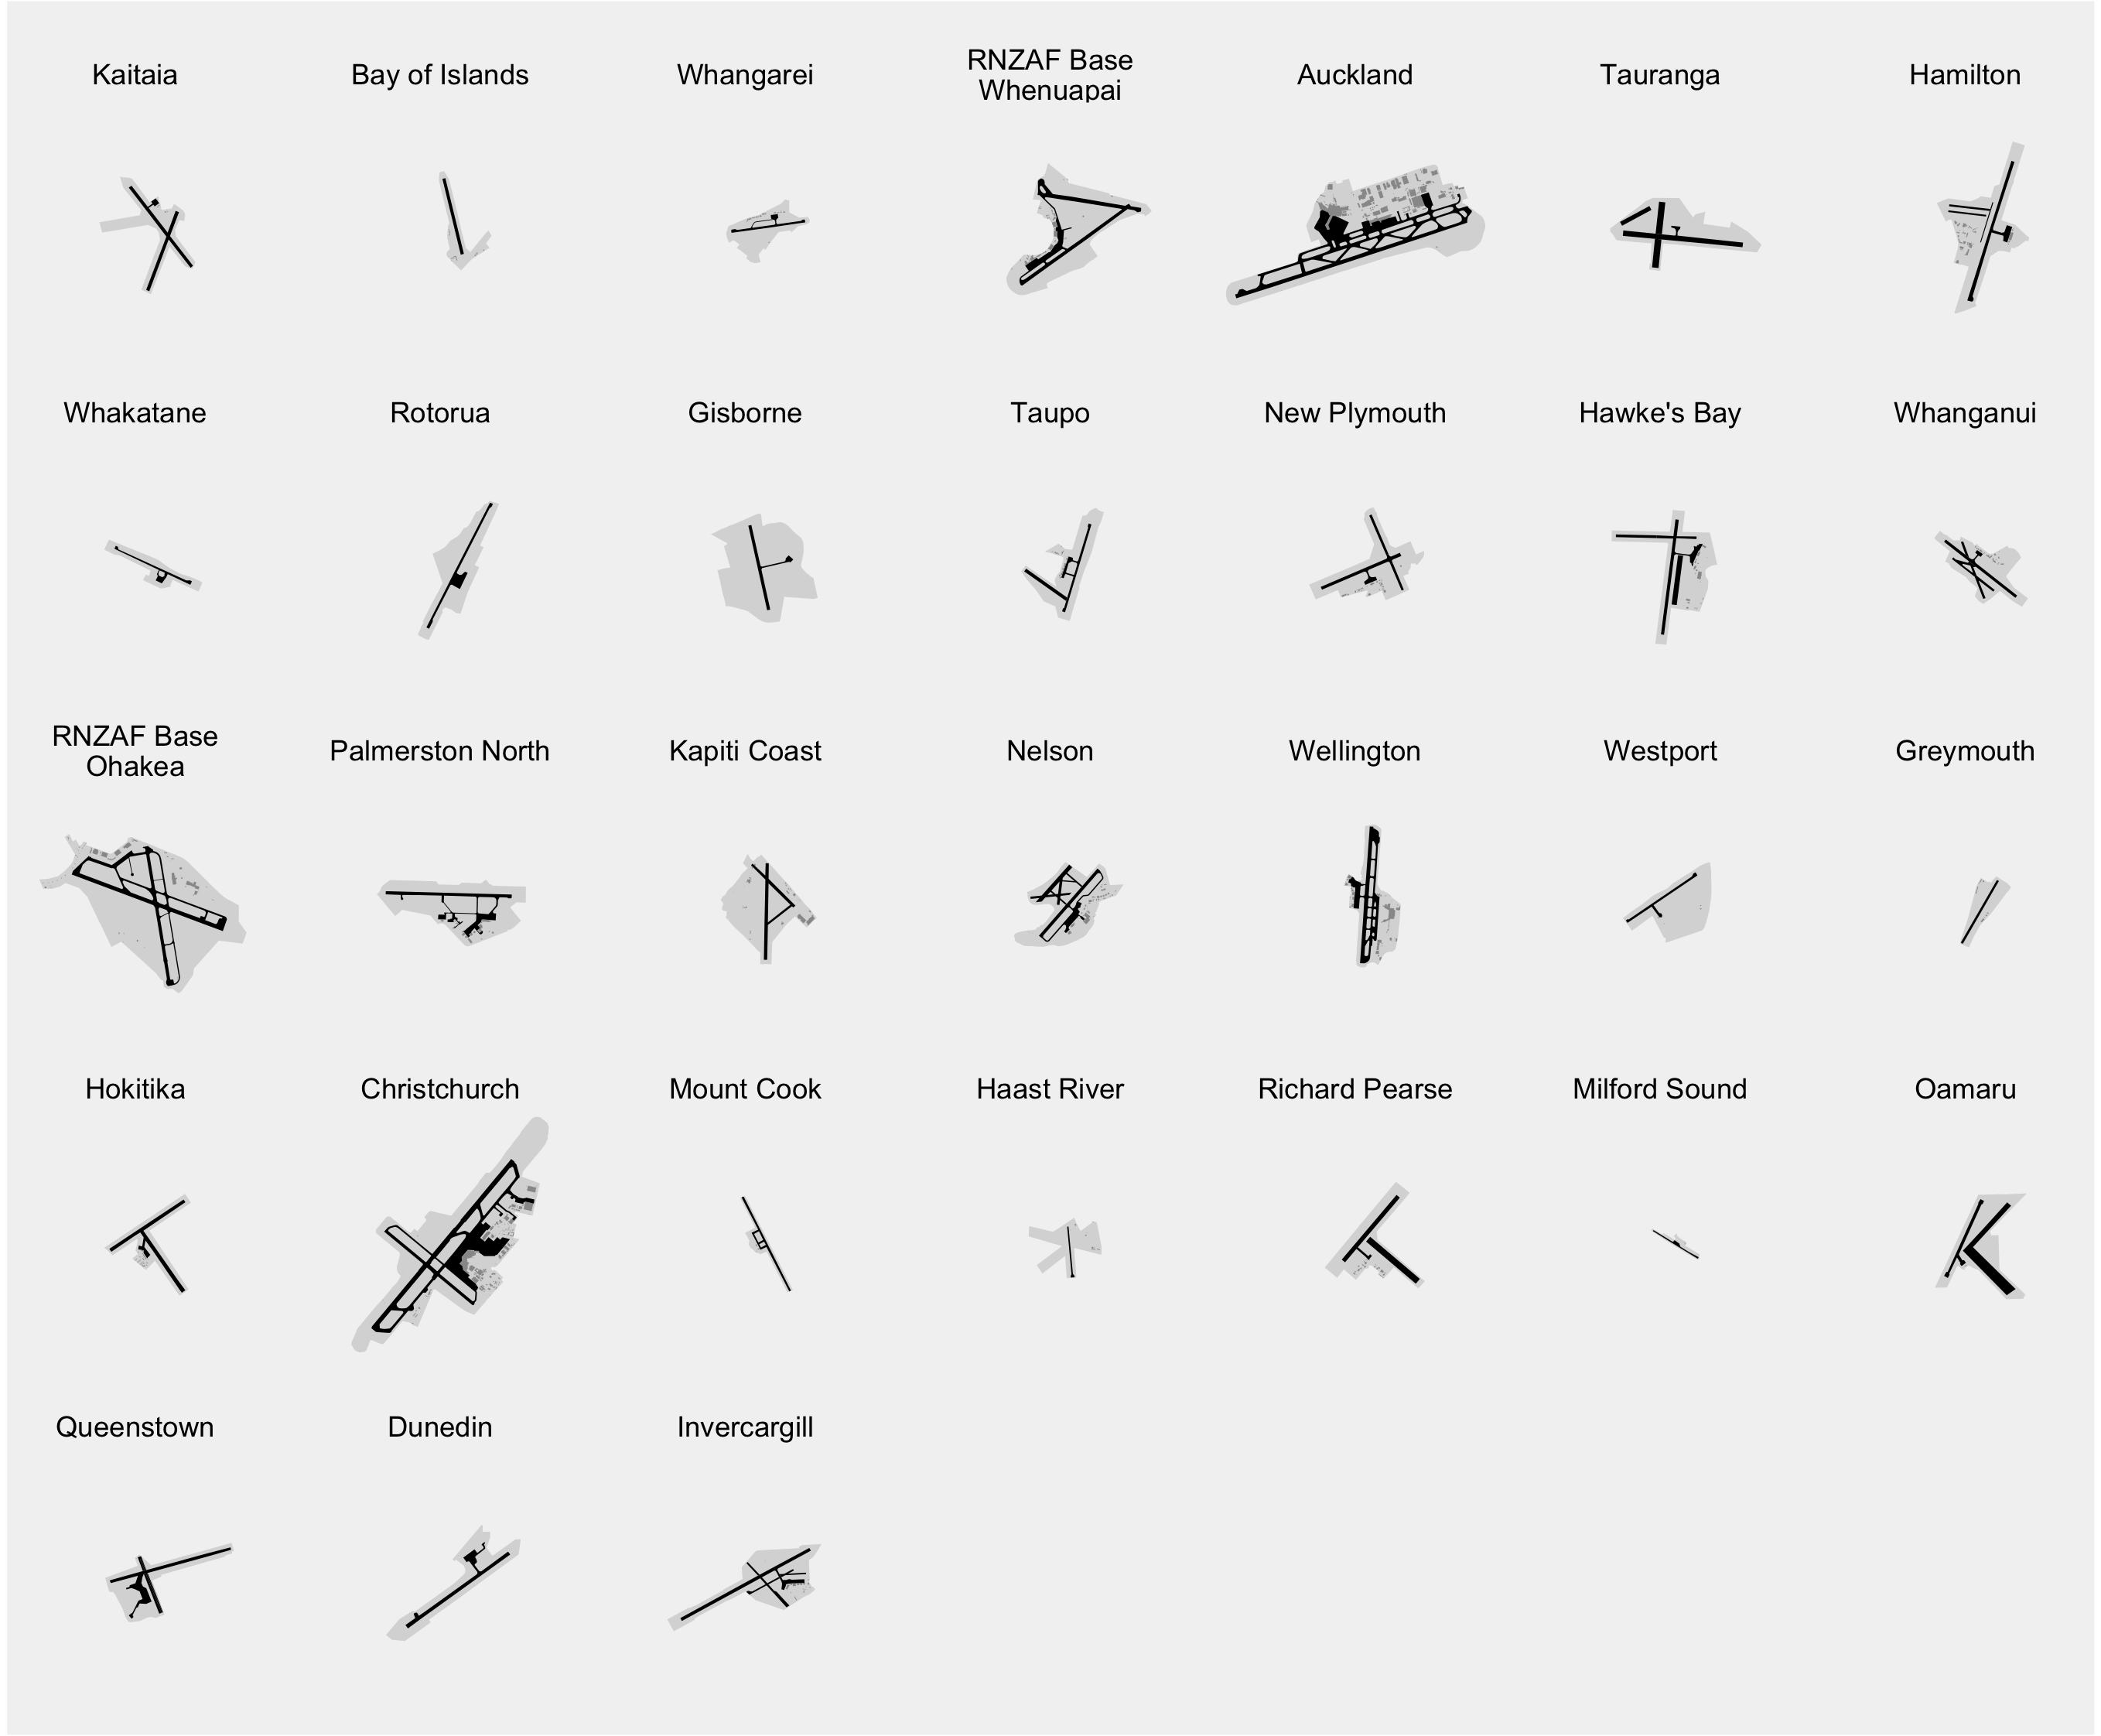 Kaitaia
Bay of Islands
Whangarei
RNZAF Base
Whenuapai
Auckland
Tauranga
Hamilton
Whakatane
Rotorua
Gisborne
Taupo
New Plymouth
Hawke's Bay
Whanganui
RNZAF Base
Ohakea
Palmerston North
Kapiti Coast
Nelson
Wellington
Westport
Greymouth
Hokitika
Christchurch
Mount Cook
Haast River
Richard Pearse
Milford Sound
Oamaru
Queenstown
Dunedin
Invercargill